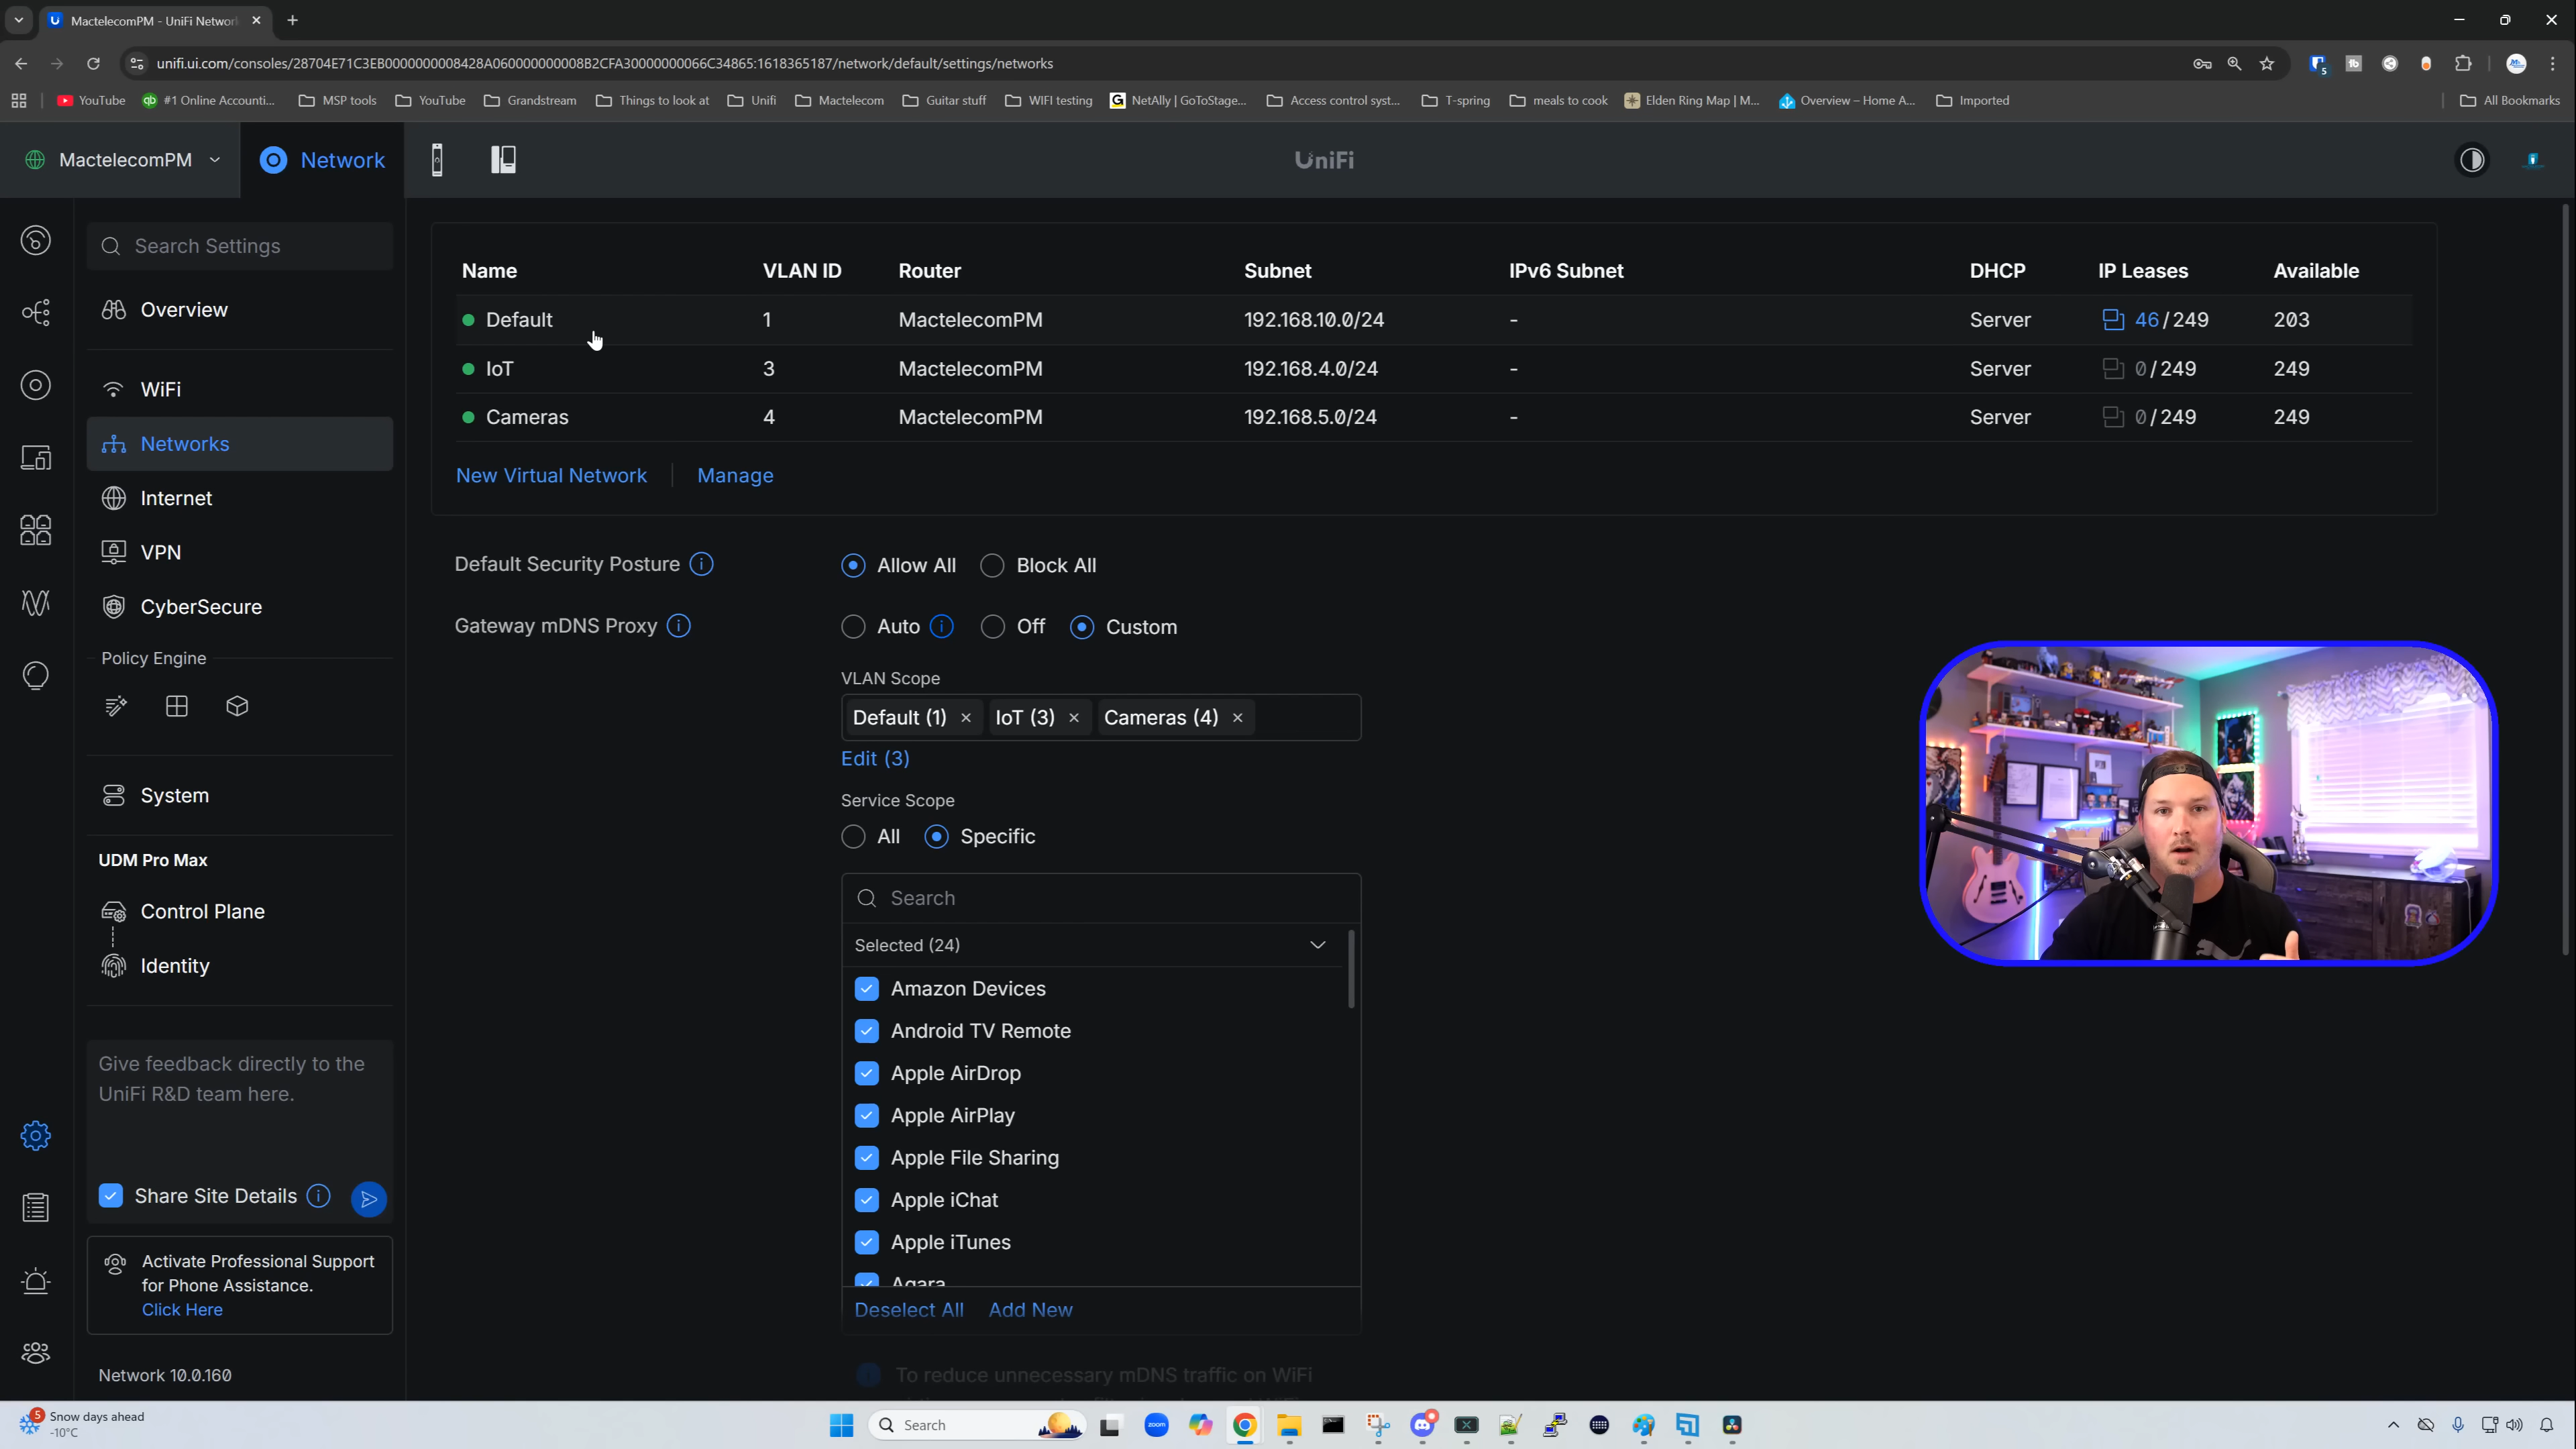 MactelecomPM - UniFi Network
unifi.ui.com/consoles/28704E71C3EB0000000008428A060000000008B2CFA30000000066C34865:1618365187/network/default/settings/networks
YouTube #1 Online Accounti... MSP tools YouTube Grandstream Things to look at Unifi Mactelecom Guitar stuff WIFI testing NetAlly | GoToStage... Access control syst... T-spring meals to cook Elden Ring Map | M... Overview – Home A... Imported All Bookmarks
MactelecomPM Network UniFi
Search Settings
Overview
WiFi
Networks
Internet
VPN
CyberSecure
Policy Engine
System
UDM Pro Max
Control Plane
Identity
Give feedback directly to the
UniFi R&D team here.
Share Site Details
Activate Professional Support
for Phone Assistance.
Click Here
Network 10.0.160
Name VLAN ID Router Subnet IPv6 Subnet DHCP IP Leases Available
Default 1 MactelecomPM 192.168.10.0/24 - Server 46/249 203
IoT 3 MactelecomPM 192.168.4.0/24 - Server 0/249 249
Cameras 4 MactelecomPM 192.168.5.0/24 - Server 0/249 249
New Virtual Network Manage
Default Security Posture Allow All Block All
Gateway mDNS Proxy Auto Off Custom
VLAN Scope
Default (1) IoT (3) Cameras (4)
Edit (3)
Service Scope
All Specific
Search
Selected (24)
Amazon Devices
Android TV Remote
Apple AirDrop
Apple AirPlay
Apple File Sharing
Apple iChat
Apple iTunes
Aqara
Deselect All Add New
To reduce unnecessary mDNS traffic on WiFi
5 Snow days ahead
-10°C
Search
zoom